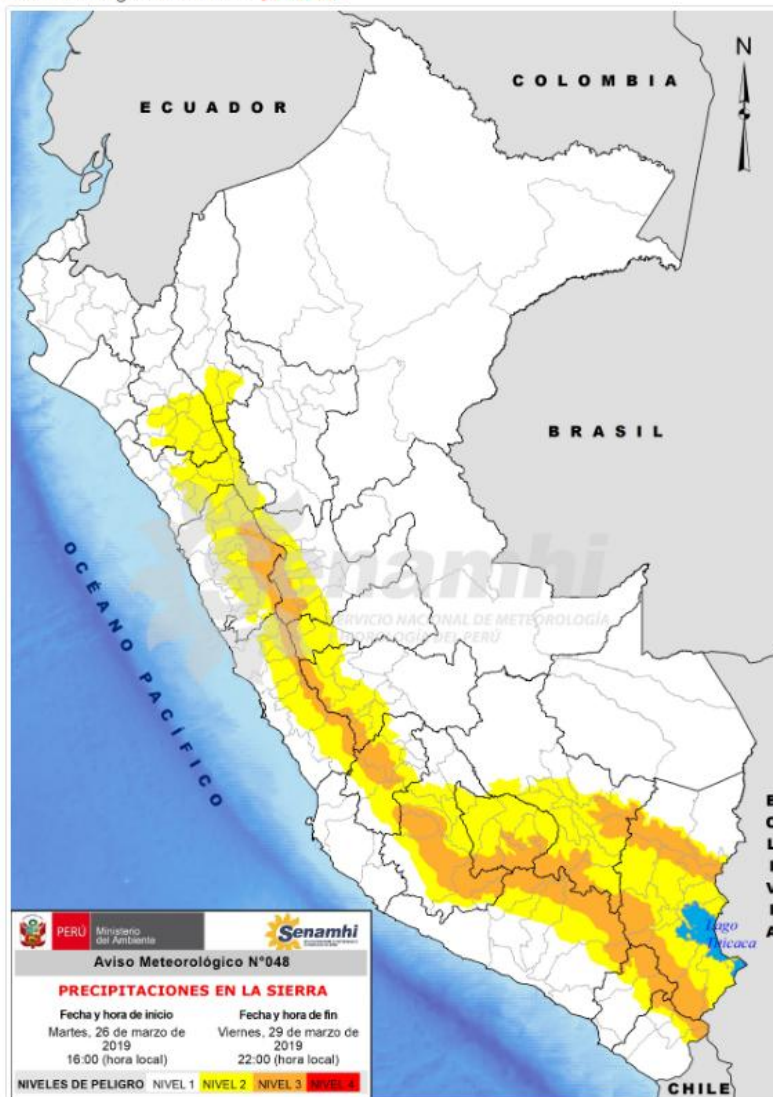 N
COLOMBIA
ECUADOR
BRASIL
OCÉANO PACÍFICO
Senamhi
SERVICIO NACIONAL DE METEOROLOGÍA
HIDROLOGÍA DEL PERÚ
BOLIVIA
Lago
Titicaca
PERÚ Ministerio
del Ambiente
Senamhi
Aviso Meteorológico N°048
PRECIPITACIONES EN LA SIERRA
Fecha y hora de inicio
Martes, 26 de marzo de
2019
16:00 (hora local)
Fecha y hora de fin
Viernes, 29 de marzo de
2019
22:00 (hora local)
NIVELES DE PELIGRO NIVEL 1 NIVEL 2 NIVEL 3 NIVEL 4
CHILE